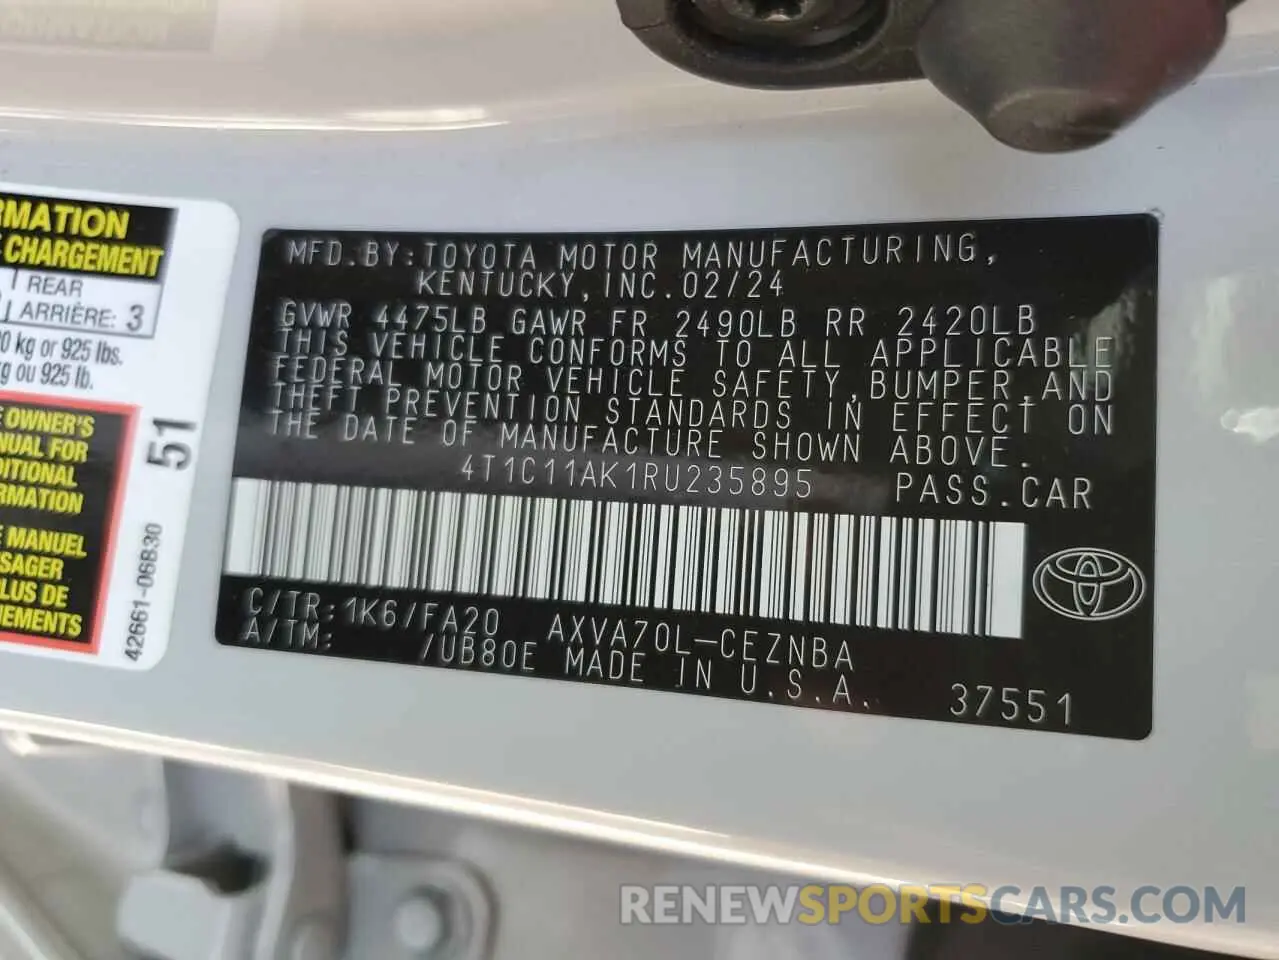 RMATION
CHARGEMENT
REAR
ARRIÈRE: 3
kg or 925 lbs.
ou 925 lb.
OWNER'S
NUAL FOR
DITIONAL
RMATION
MANUEL
SAGER
LUS DE
NEMENTS
51
42661-06B30
MFD. BY: TOYOTA MOTOR MANUFACTURING,
KENTUCKY, INC. 02/24
GVWR 4475LB GAWR FR 2490LB RR 2420LB
THIS VEHICLE CONFORMS TO ALL APPLICABLE
FEDERAL MOTOR VEHICLE SAFETY, BUMPER, AND
THEFT PREVENTION STANDARDS IN EFFECT ON
THE DATE OF MANUFACTURE SHOWN ABOVE.
4T1C11AK1RU235895 PASS. CAR
C/TR: 1K6/FA20 AXVA70L-CEZNBA
A/TM: /UB80E MADE IN U.S.A.
37551
RENEWSPORTSCARS.COM